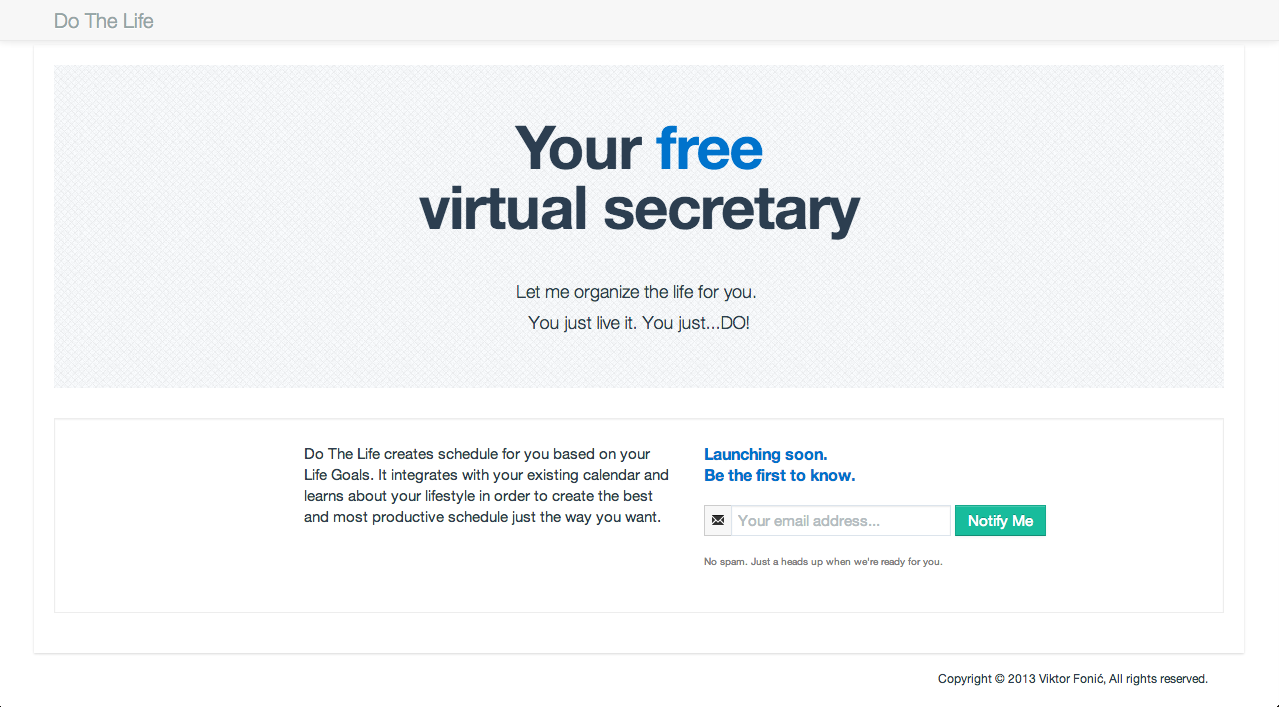 Do The Life
Your free
virtual secretary
Let me organize the life for you.
You just live it. You just...DO!
Do The Life creates schedule for you based on your
Life Goals. It integrates with your existing calendar and
learns about your lifestyle in order to create the best
and most productive schedule just the way you want.
Launching soon.
Be the first to know.
Your email address...
Notify Me
No spam. Just a heads up when we're ready for you.
Copyright © 2013 Viktor Fonić, All rights reserved.